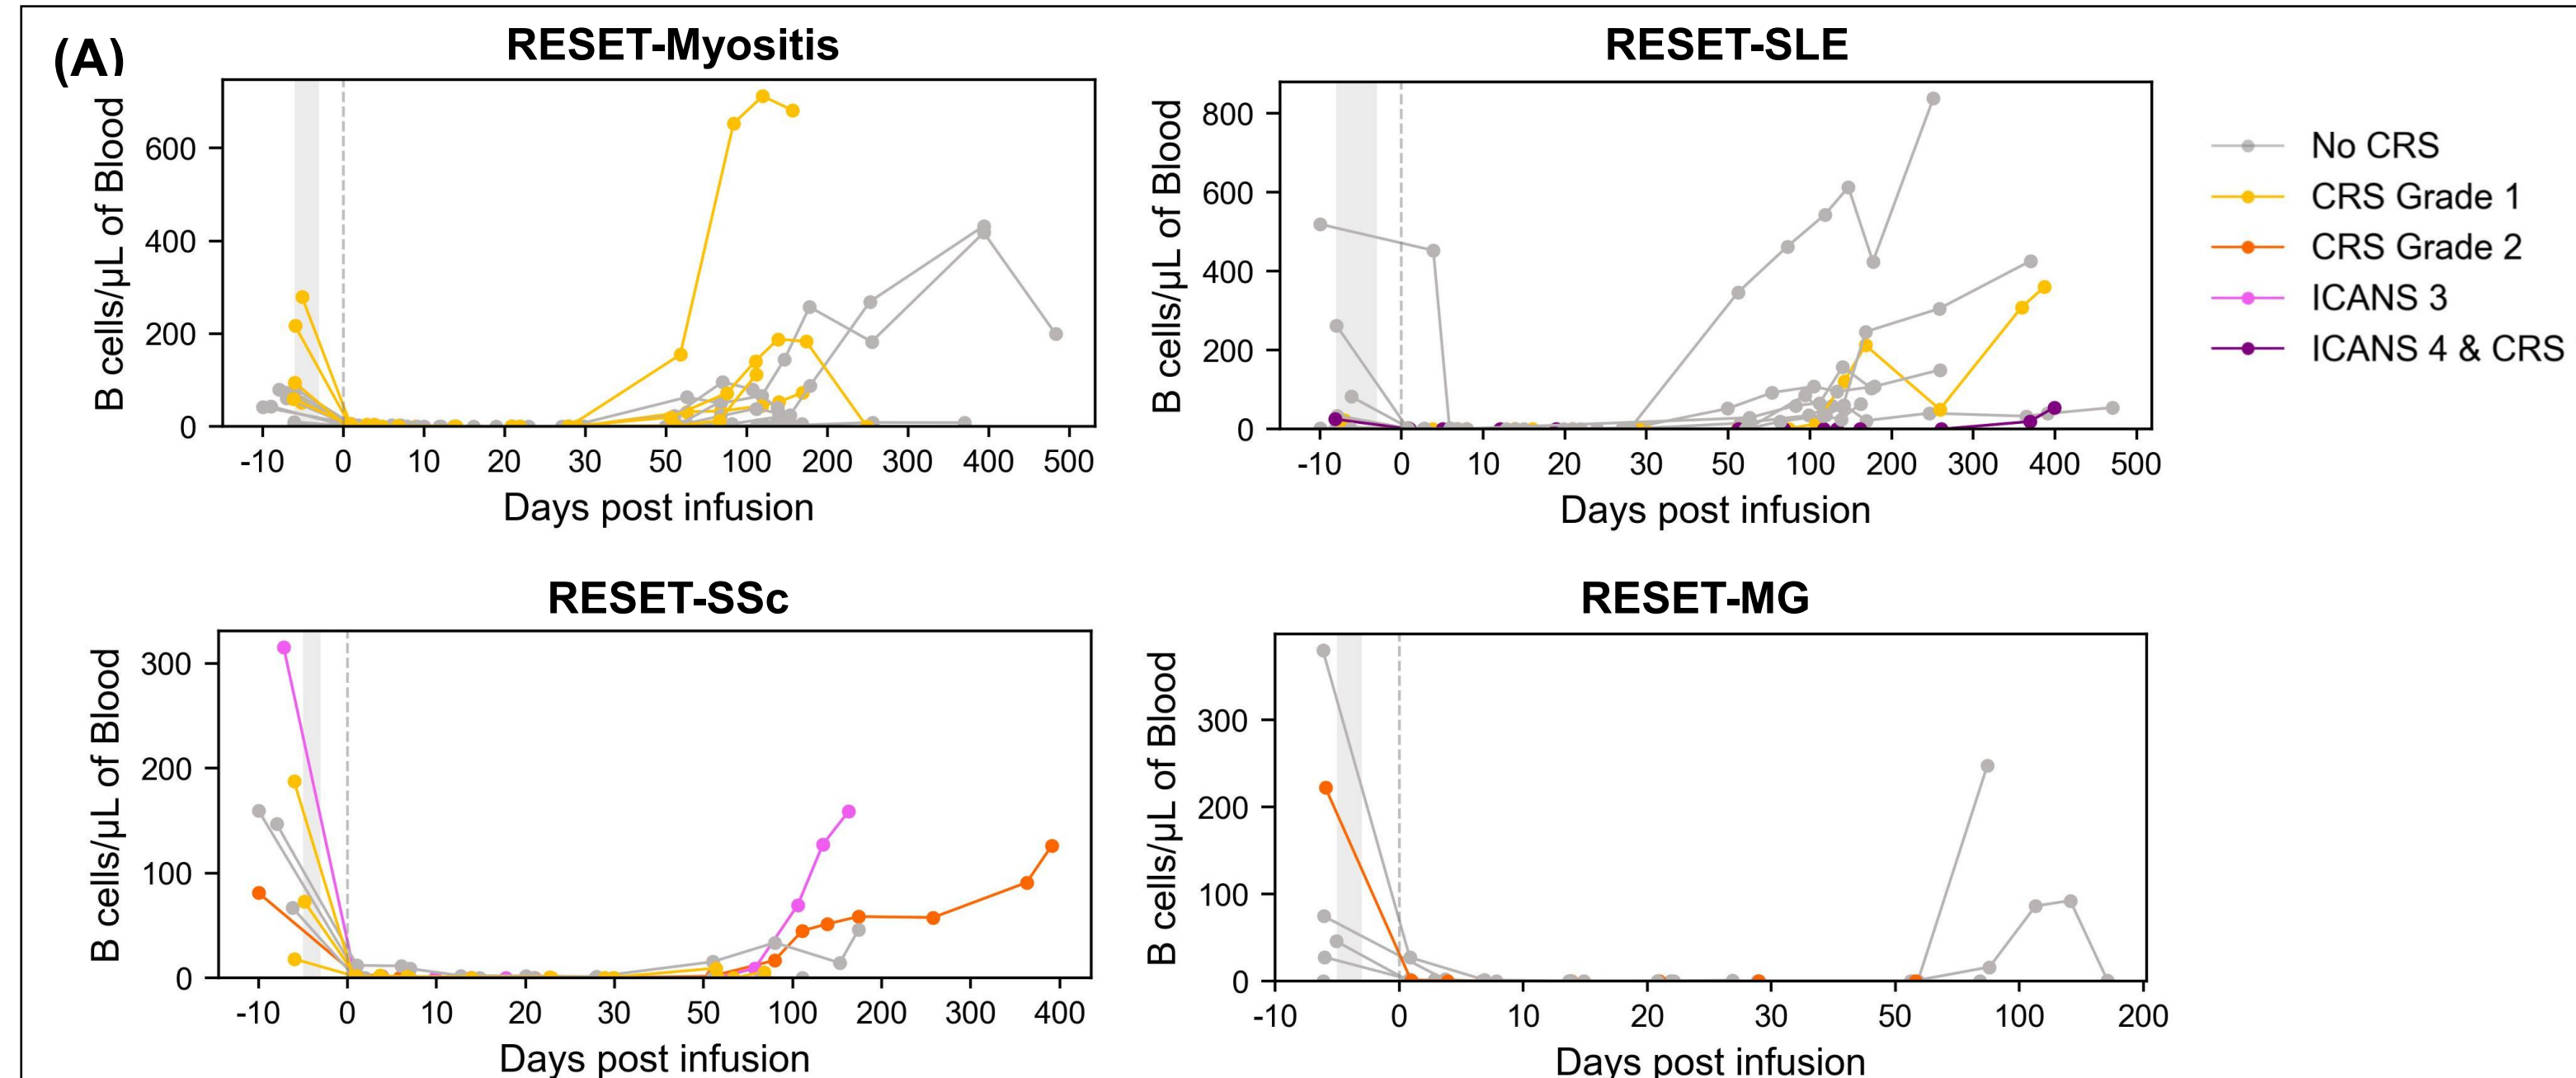 (A)
RESET-Myositis
B cells/μL of Blood
600
400
200
0
-10 0 10 20 30 50 100 200 300 400 500
Days post infusion
RESET-SLE
B cells/μL of Blood
800
600
400
200
0
-10 0 10 20 30 50 100 200 300 400 500
Days post infusion
No CRS
CRS Grade 1
CRS Grade 2
ICANS 3
ICANS 4 & CRS
RESET-SSc
B cells/μL of Blood
300
200
100
0
-10 0 10 20 30 50 100 200 300 400
Days post infusion
RESET-MG
B cells/μL of Blood
300
200
100
0
-10 0 10 20 30 50 100 200
Days post infusion